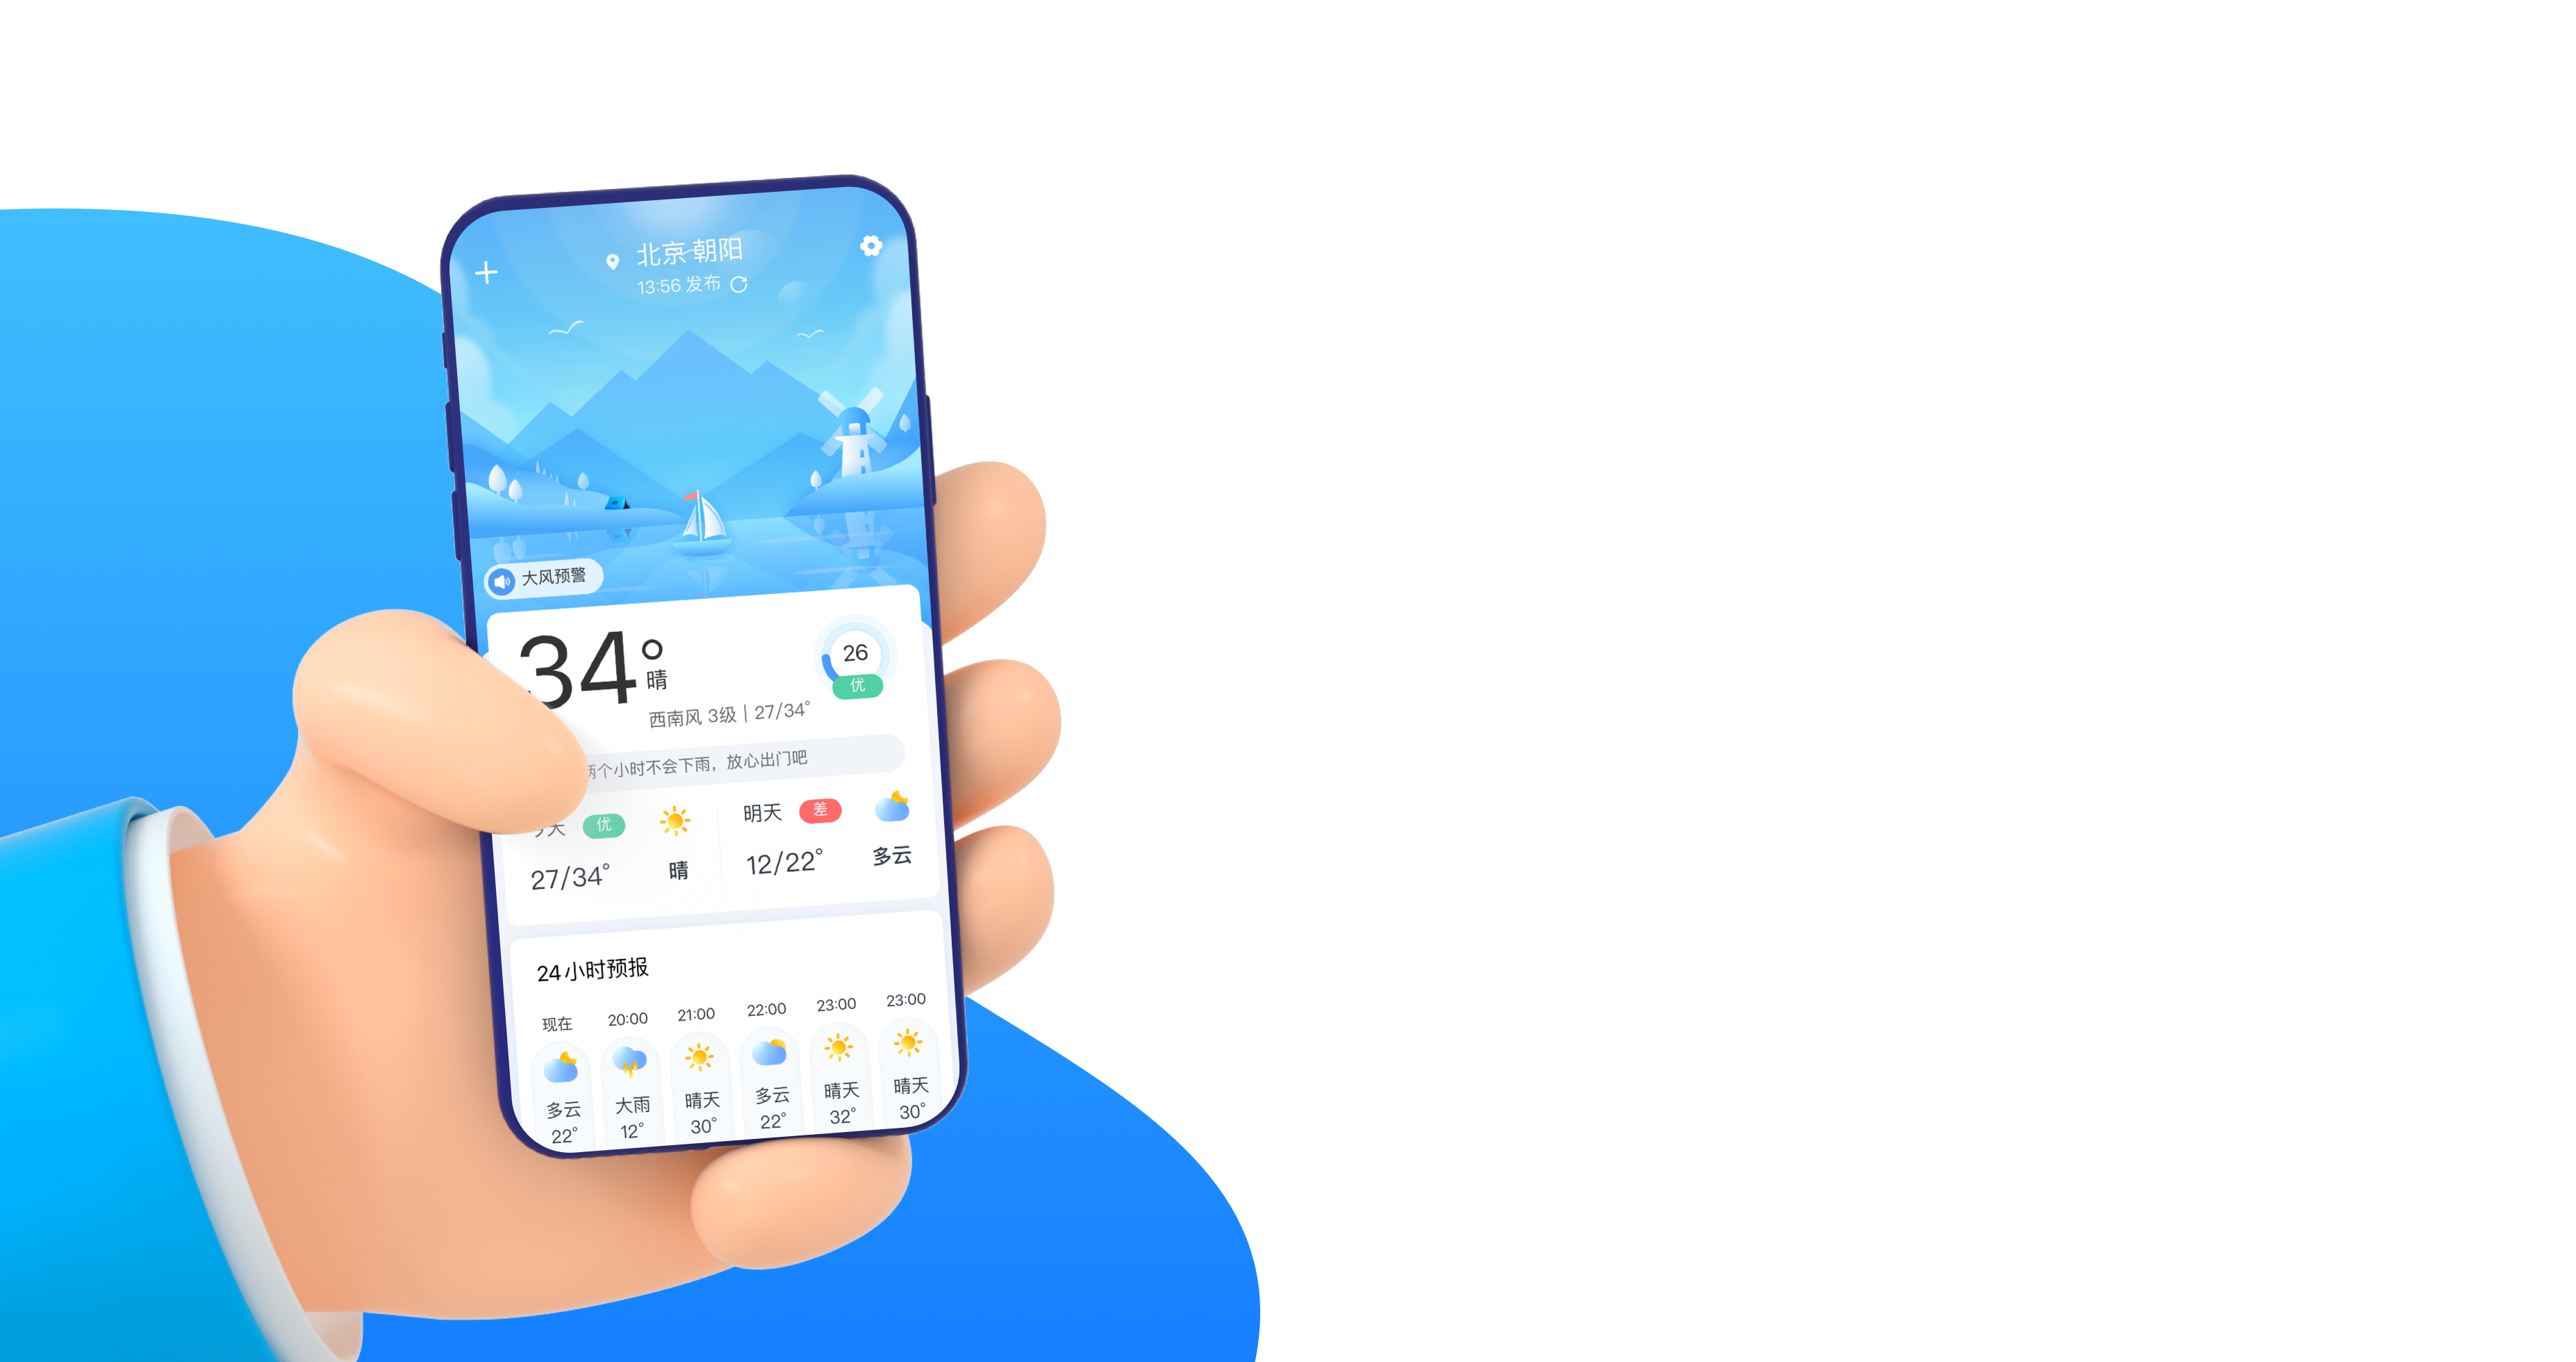 北京·朝阳
13:56 发布
大风预警
34°
晴
26
优
西南风 3级 | 27/34°
个小时不会下雨，放心出门吧
天 优
明天 差
27/34° 晴
12/22° 多云
24小时预报
现在 20:00 21:00 22:00 23:00 23:00
多云 大雨 晴天 多云 晴天 晴天
22° 12° 30° 22° 32° 30°